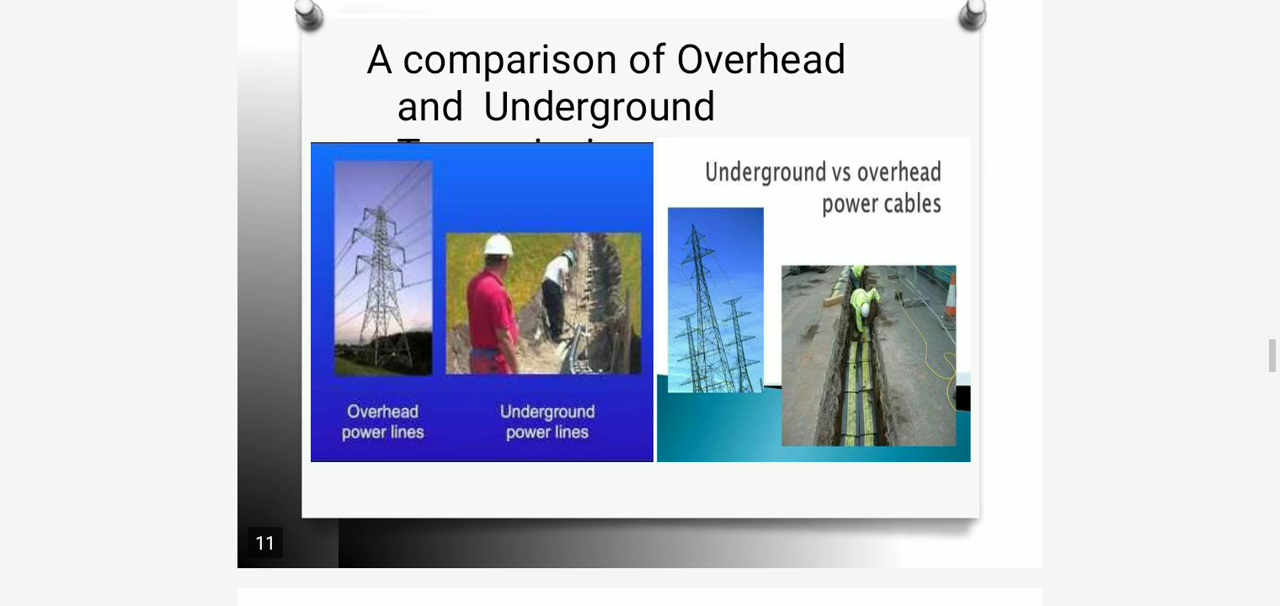 A comparison of Overhead
and Underground
Underground vs overhead
power cables
Overhead
power lines
Underground
power lines
11